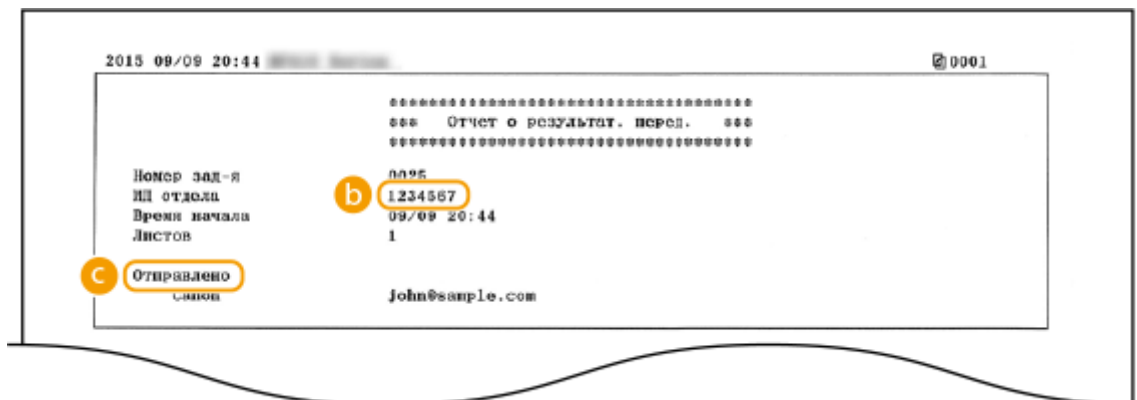 2015 09/09 20:44 0001
***********************************
*** Отчет о результат. перед. ***
***********************************
Номер зад-я 0025
ИД отдела b 1234567
Время начала 09/09 20:44
Листов 1
C Отправлено
Canon john@sample.com